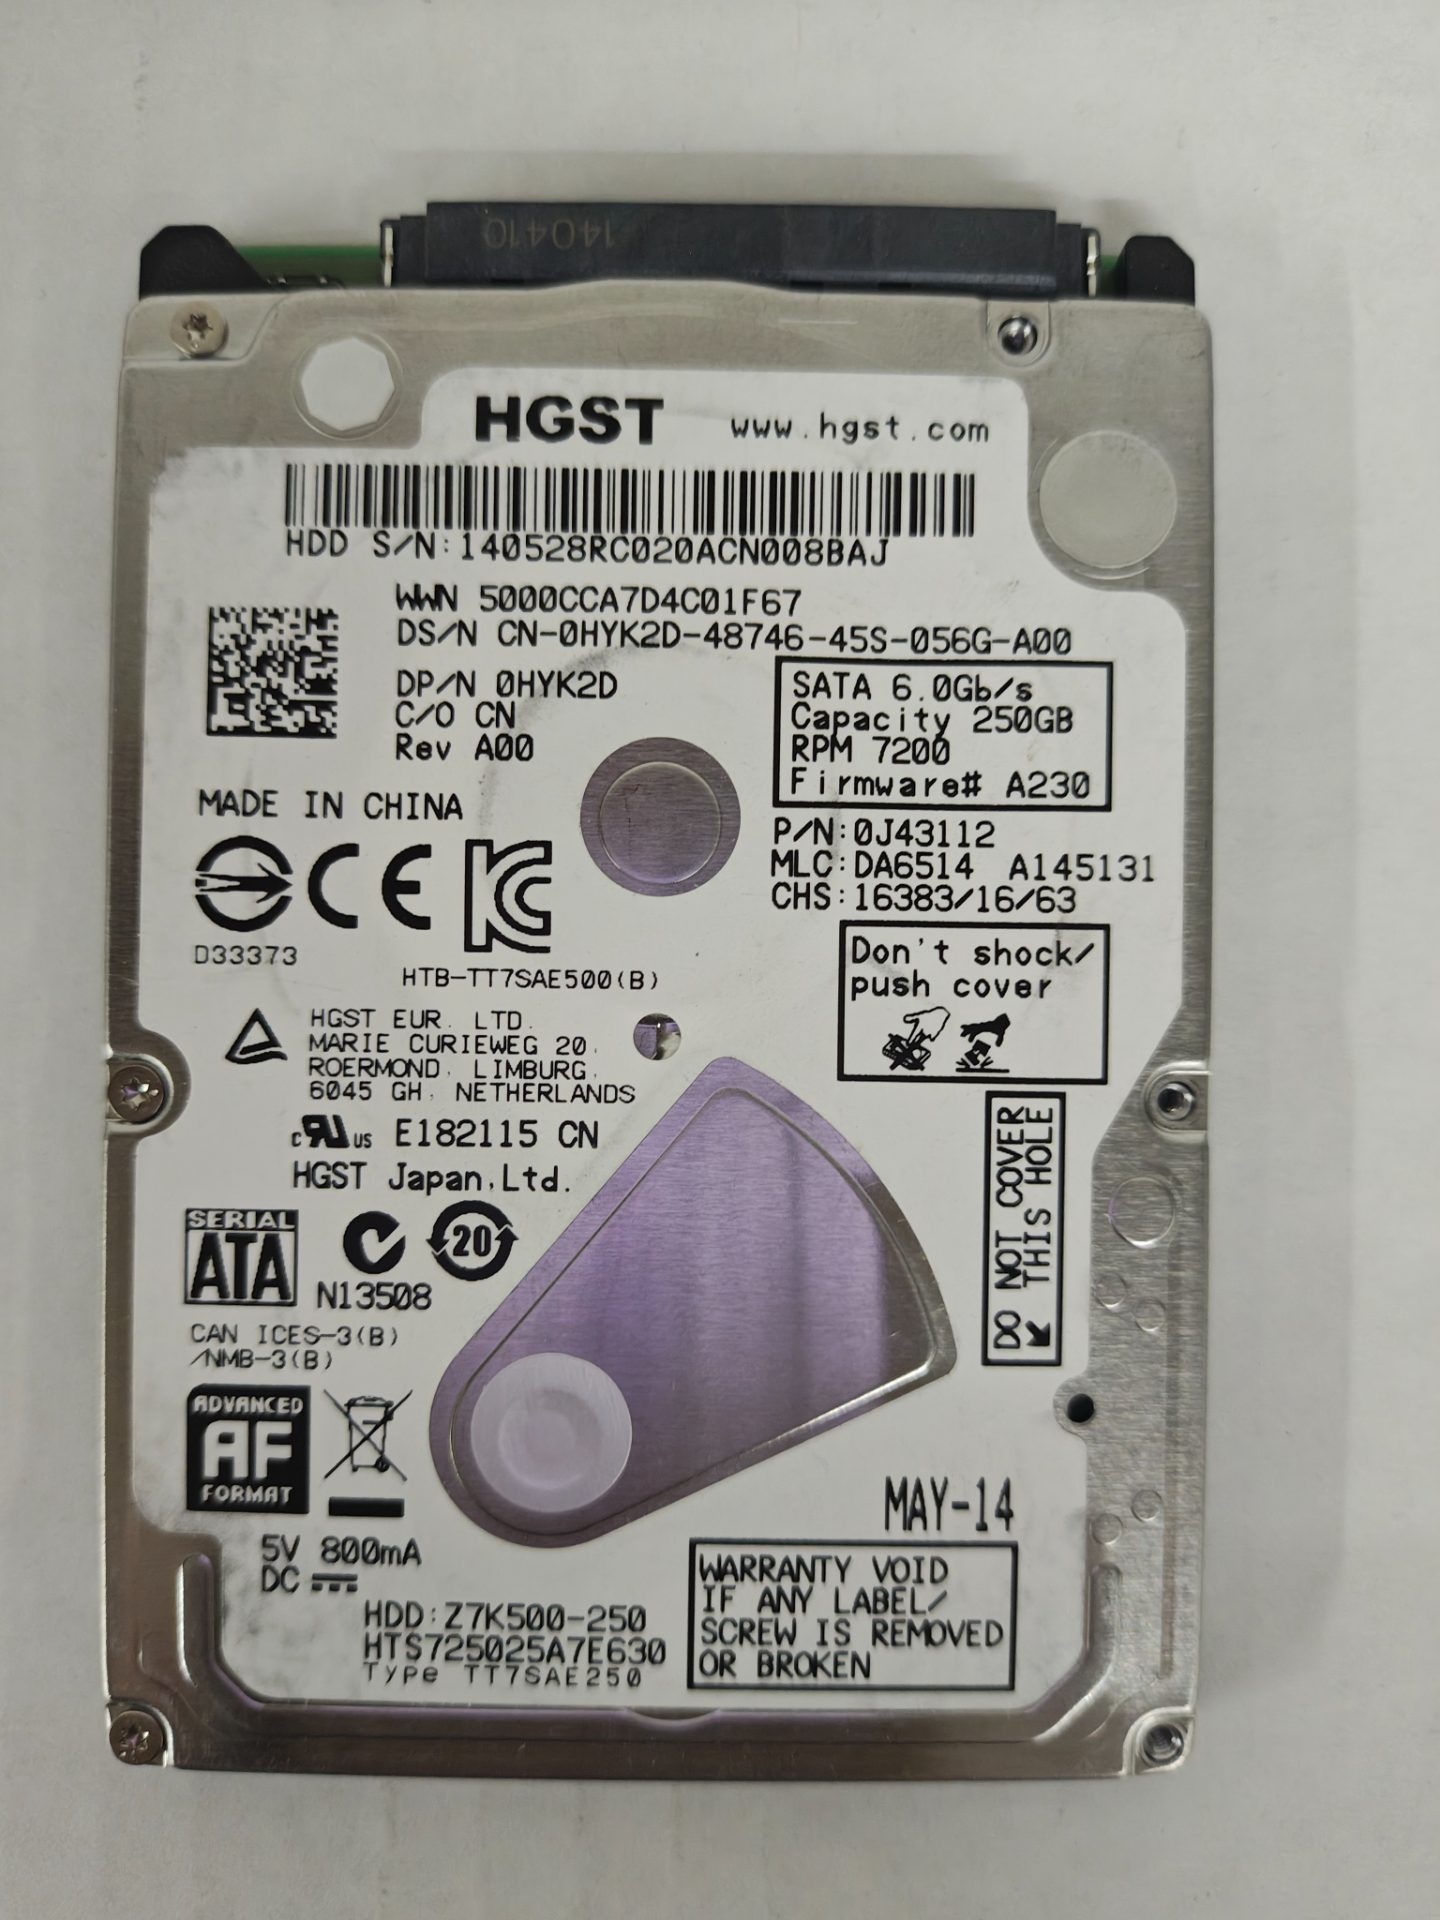 140410
HGST www.hgst.com
HDD S/N:140528RC020ACN008BAJ
WWN 5000CCA7D4C01F67
DS/N CN-0HYK2D-48746-45S-056G-A00
DP/N 0HYK2D
C/O CN
Rev A00
SATA 6.0Gb/s
Capacity 250GB
RPM 7200
Firmware# A230
MADE IN CHINA
P/N:0J43112
MLC:DA6514 A145131
CHS:16383/16/63
CE KC
D33373
HTB-TT7SAE500(B)
Don't shock/
push cover
HGST EUR. LTD.
MARIE CURIEWEG 20,
ROERMOND, LIMBURG,
6045 GH, NETHERLANDS
c RU us E182115 CN
HGST Japan,Ltd.
DO NOT COVER
THIS HOLE
SERIAL
ATA
20
N13508
CAN ICES-3(B)
/NMB-3(B)
ADVANCED
AF
FORMAT
MAY-14
5V 800mA
DC
WARRANTY VOID
IF ANY LABEL/
SCREW IS REMOVED
OR BROKEN
HDD:Z7K500-250
HTS725025A7E630
Type TT7SAE250